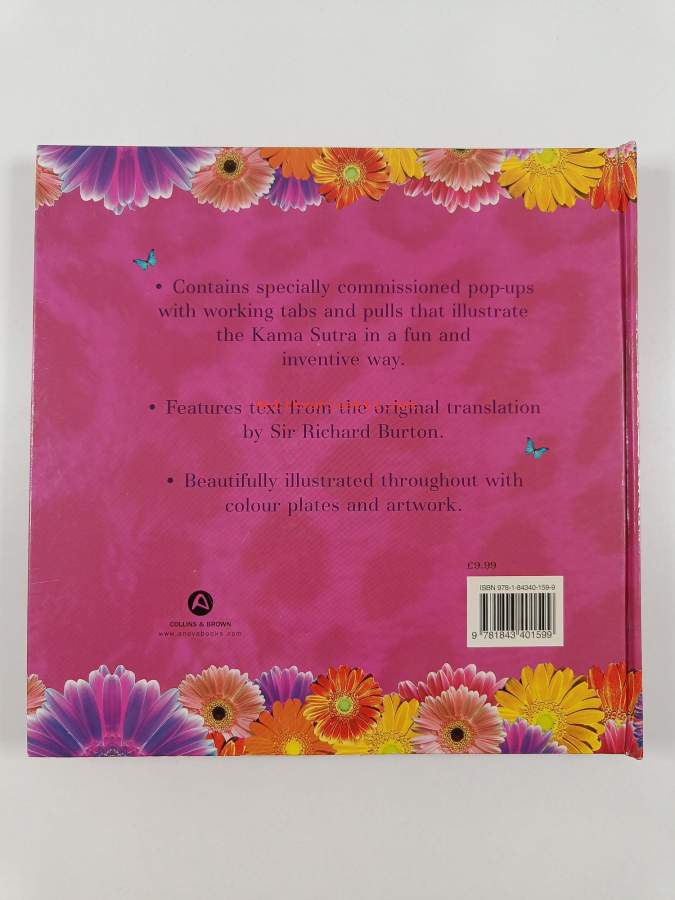 • Contains specially commissioned pop-ups
with working tabs and pulls that illustrate
the Kama Sutra in a fun and
inventive way.
• Features text from the original translation
by Sir Richard Burton.
• Beautifully illustrated throughout with
colour plates and artwork.
£9.99
ISBN 978-1-84340-159-9
9 781843 401599
COLLINS & BROWN
www.anovabooks.com